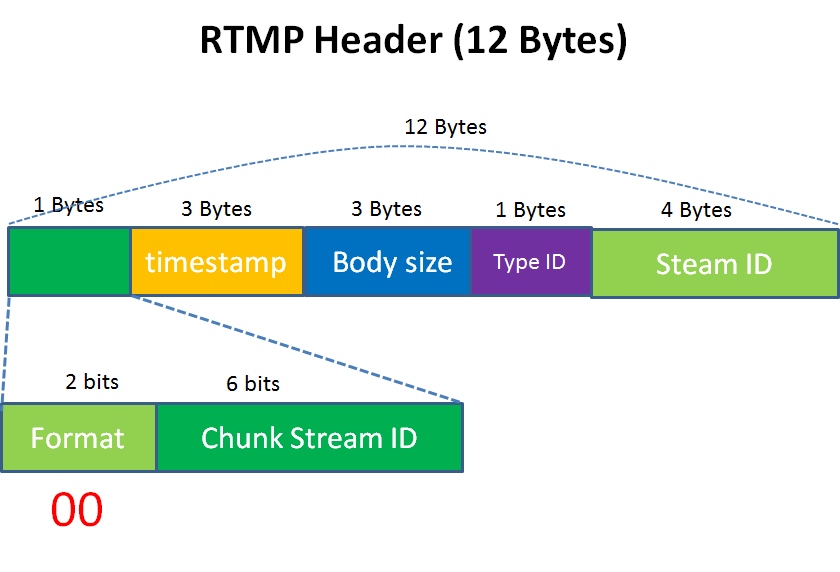 RTMP Header (12 Bytes)
12 Bytes
1 Bytes 3 Bytes 3 Bytes 1 Bytes 4 Bytes
timestamp Body size Type ID Steam ID
2 bits 6 bits
Format Chunk Stream ID
00